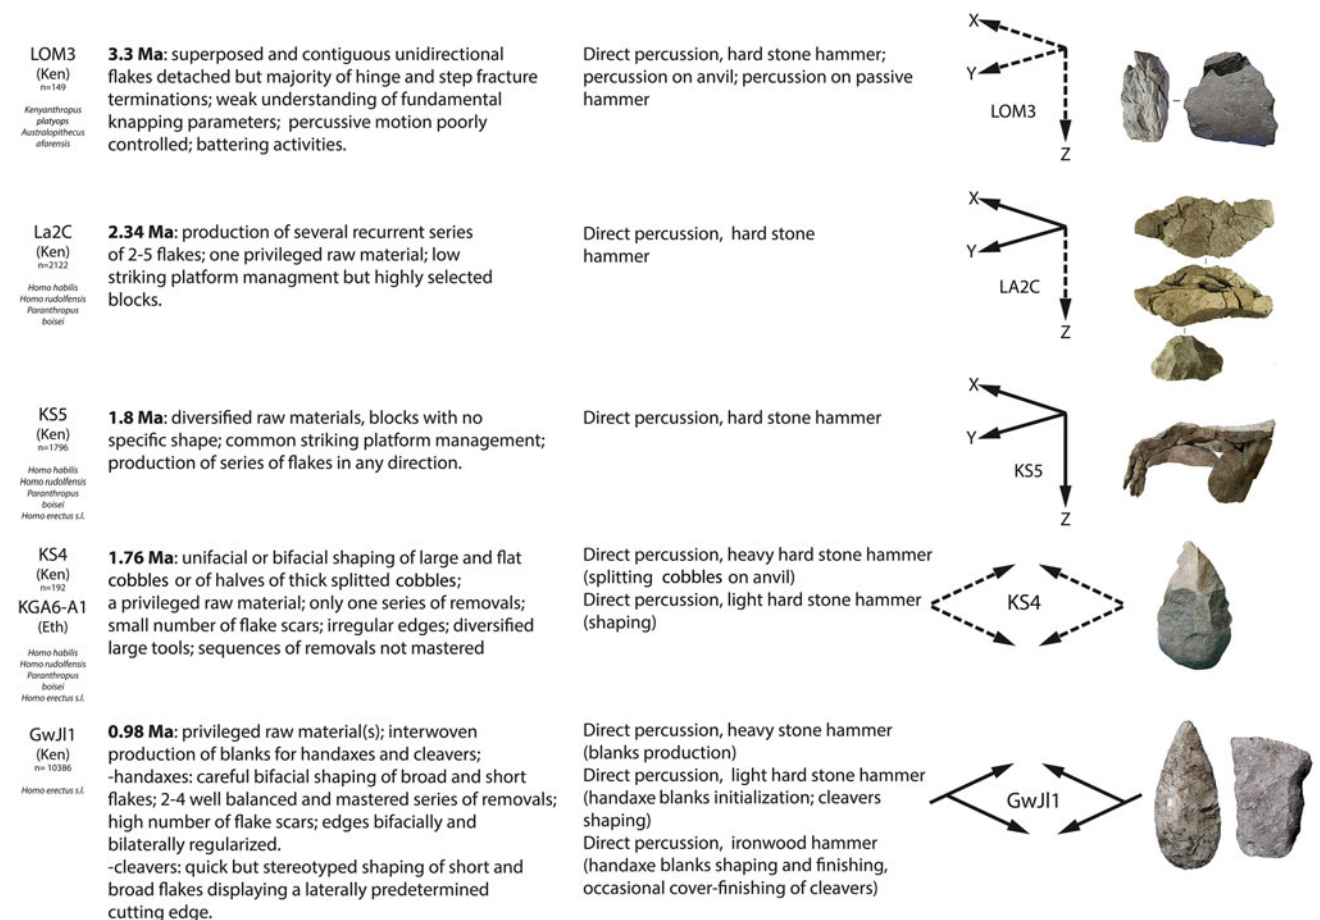 LOM3
(Ken)
n=149
Kenyanthropus
platyops
Australopithecus
afarensis
3.3 Ma: superposed and contiguous unidirectional
flakes detached but majority of hinge and step fracture
terminations; weak understanding of fundamental
knapping parameters; percussive motion poorly
controlled; battering activities.
Direct percussion, hard stone hammer;
percussion on anvil; percussion on passive
hammer
X
Y
LOM3
Z
La2C
(Ken)
n=2122
Homo habilis
Homo rudolfensis
Paranthropus
boisei
2.34 Ma: production of several recurrent series
of 2-5 flakes; one privileged raw material; low
striking platform managment but highly selected
blocks.
Direct percussion, hard stone
hammer
X
Y
LA2C
Z
KS5
(Ken)
n=1796
Homo habilis
Homo rudolfensis
Paranthropus
boisei
Homo erectus s.l.
1.8 Ma: diversified raw materials, blocks with no
specific shape; common striking platform management;
production of series of flakes in any direction.
Direct percussion, hard stone hammer
X
Y
KS5
Z
KS4
(Ken)
n=192
KGA6-A1
(Eth)
Homo habilis
Homo rudolfensis
Paranthropus
boisei
Homo erectus s.l.
1.76 Ma: unifacial or bifacial shaping of large and flat
cobbles or of halves of thick splitted cobbles;
a privileged raw material; only one series of removals;
small number of flake scars; irregular edges; diversified
large tools; sequences of removals not mastered
Direct percussion, heavy hard stone hammer
(splitting cobbles on anvil)
Direct percussion, light hard stone hammer
(shaping)
KS4
GwJl1
(Ken)
n= 10386
Homo erectus s.l.
0.98 Ma: privileged raw material(s); interwoven
production of blanks for handaxes and cleavers;
-handaxes: careful bifacial shaping of broad and short
flakes; 2-4 well balanced and mastered series of removals;
high number of flake scars; edges bifacially and
bilaterally regularized.
-cleavers: quick but stereotyped shaping of short and
broad flakes displaying a laterally predetermined
cutting edge.
Direct percussion, heavy stone hammer
(blanks production)
Direct percussion, light hard stone hammer
(handaxe blanks initialization; cleavers
shaping)
Direct percussion, ironwood hammer
(handaxe blanks shaping and finishing,
occasional cover-finishing of cleavers)
GwJl1